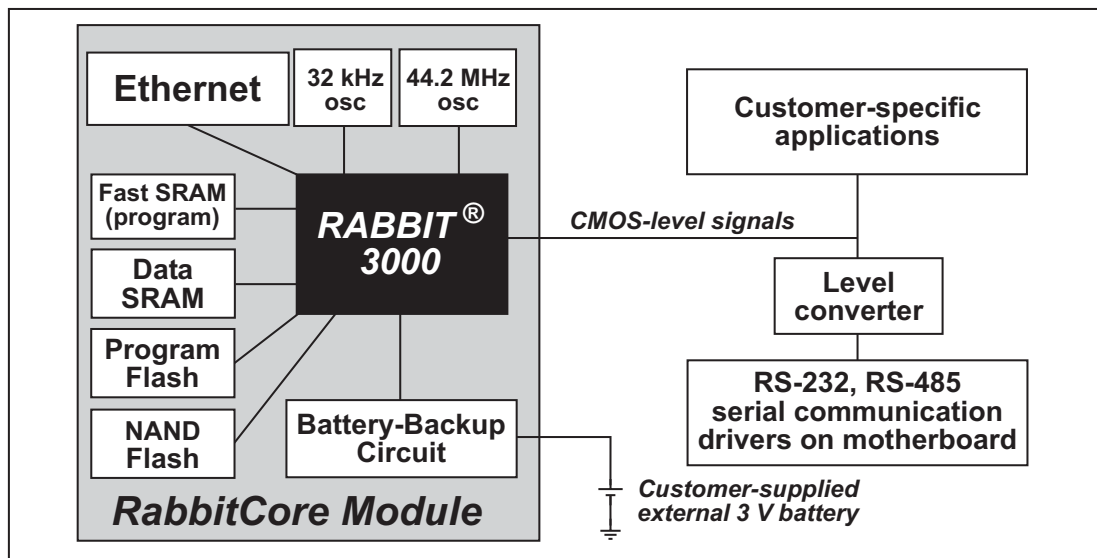 Ethernet
32 kHz
osc
44.2 MHz
osc
Fast SRAM
(program)
Data
SRAM
Program
Flash
NAND
Flash
RABBIT ®
3000
Battery-Backup
Circuit
RabbitCore Module
CMOS-level signals
Customer-specific
applications
Level
converter
RS-232, RS-485
serial communication
drivers on motherboard
Customer-supplied
external 3 V battery